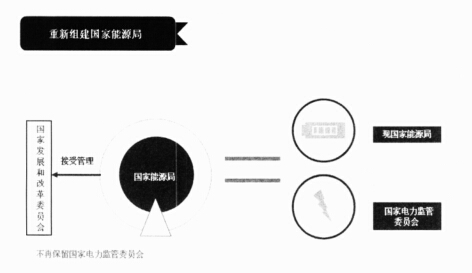 重新组建国家能源局
国家发展和改革委员会
接受管理
国家能源局
现国家能源局
国家电力监管
委员会
不再保留国家电力监管委员会